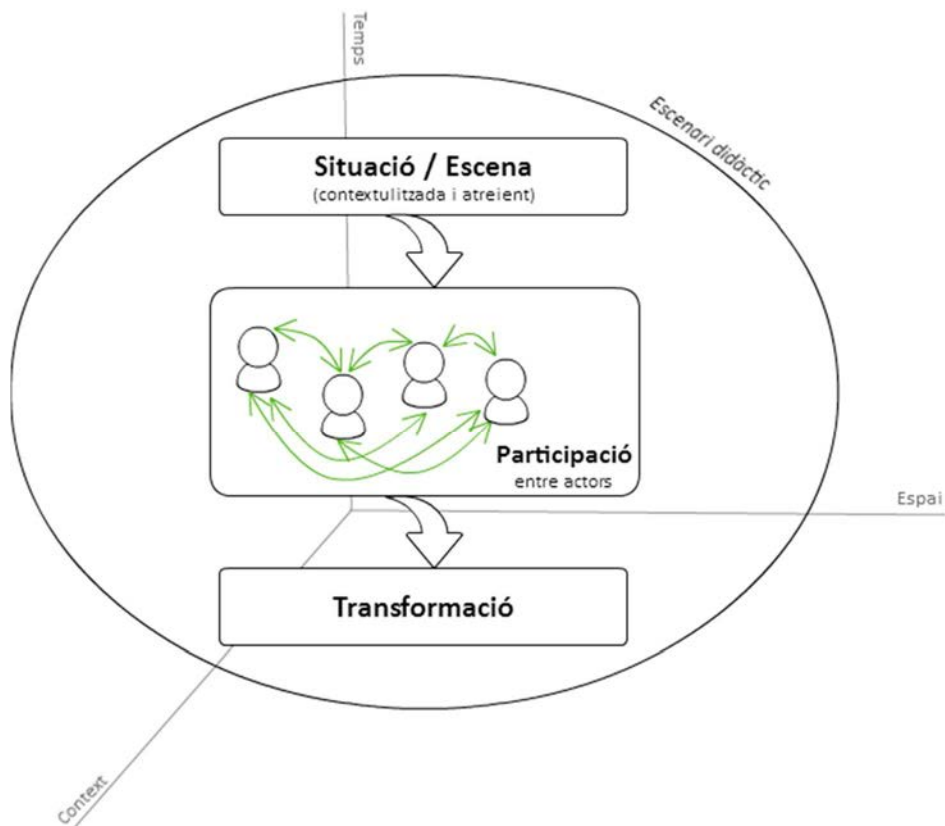 Temps
Escenari didàctic
Situació / Escena
(contextulitzada i atreient)
Participació
entre actors
Espai
Transformació
Context